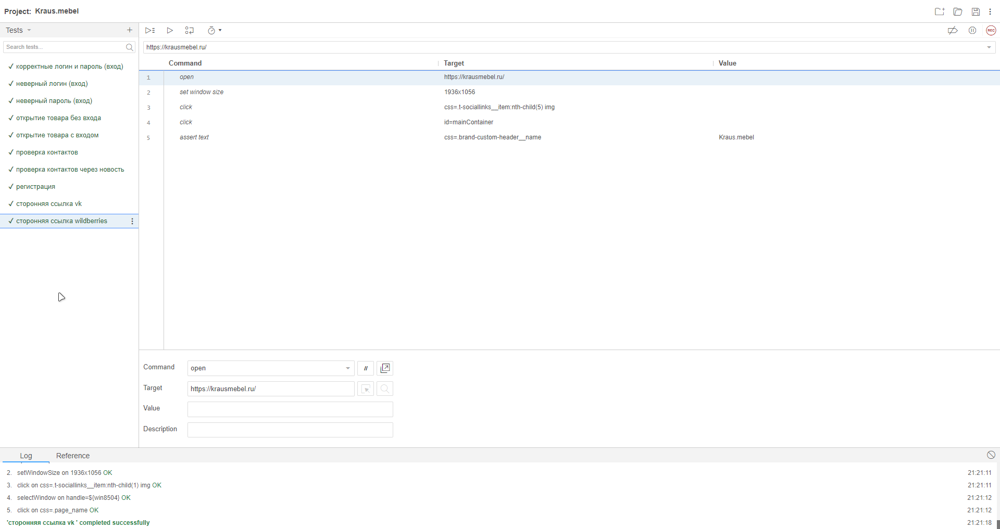 Project: Kraus.mebel
Tests
Search tests...
✓ корректные логин и пароль (вход)
✓ неверный логин (вход)
✓ неверный пароль (вход)
✓ открытие товара без входа
✓ открытие товара с входом
✓ проверка контактов
✓ проверка контактов через новость
✓ регистрация
✓ сторонняя ссылка vk
✓ сторонняя ссылка wildberries
REC
https://krausmebel.ru/
Command Target Value
1 open https://krausmebel.ru/
2 set window size 1936x1056
3 click css=.t-sociallinks__item:nth-child(5) img
4 click id=mainContainer
5 assert text css=.brand-custom-header__name Kraus.mebel
Command open //
Target https://krausmebel.ru/
Value
Description
Log Reference
2. setWindowSize on 1936x1056 OK 21:21:11
3. click on css=.t-sociallinks__item:nth-child(1) img OK 21:21:11
4. selectWindow on handle=${win8504} OK 21:21:12
5. click on css=.page_name OK 21:21:12
'сторонняя ссылка vk ' completed successfully 21:21:18